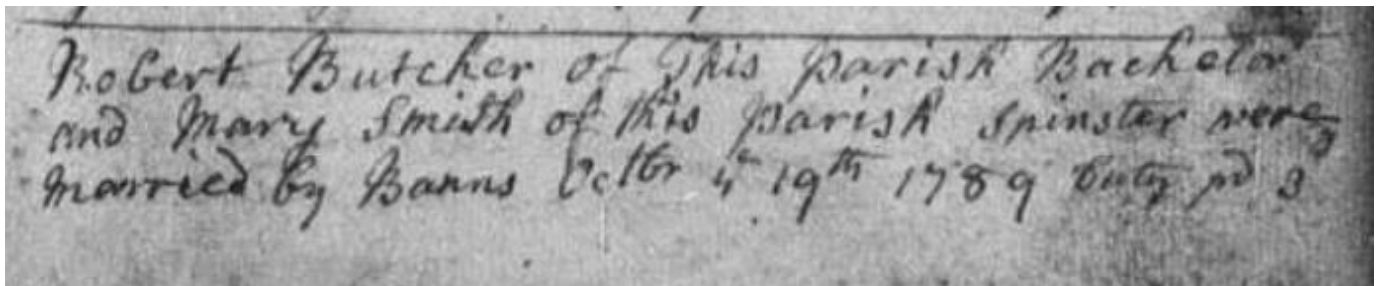 Robert Butcher of This Parish Bachelor
and Mary Smith of this Parish Spinster were
married by Banns Octbr ye 19th 1789 Duty pd 3d